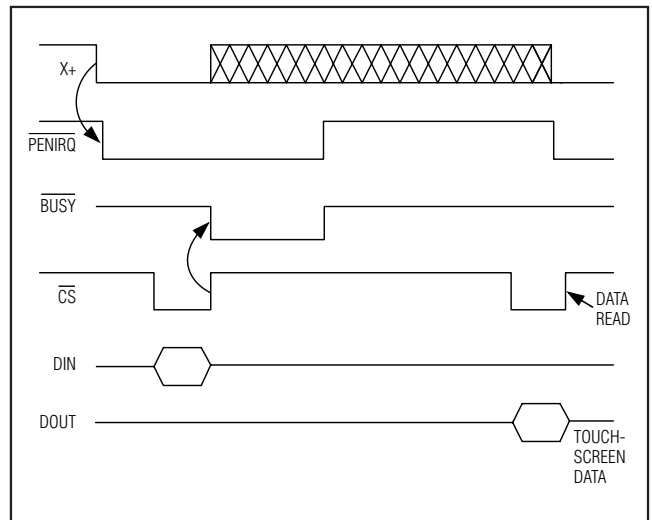 X+
PENIRQ
BUSY
CS
DATA
READ
DIN
DOUT
TOUCH-
SCREEN
DATA